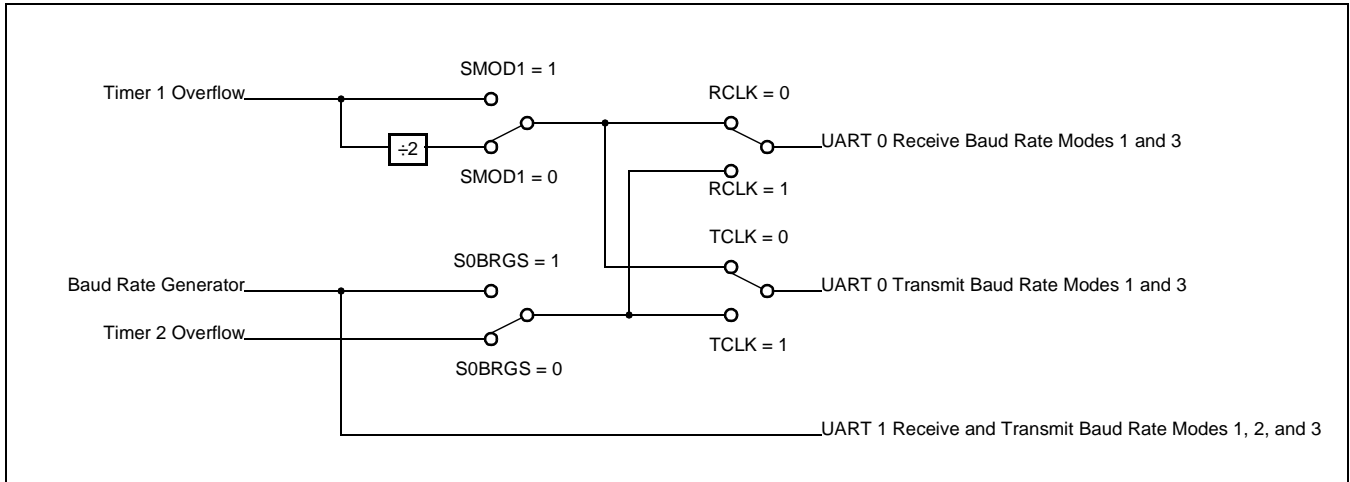 SMOD1 = 1
Timer 1 Overflow
RCLK = 0
÷2
UART 0 Receive Baud Rate Modes 1 and 3
SMOD1 = 0
RCLK = 1
TCLK = 0
S0BRGS = 1
Baud Rate Generator
UART 0 Transmit Baud Rate Modes 1 and 3
Timer 2 Overflow
TCLK = 1
S0BRGS = 0
UART 1 Receive and Transmit Baud Rate Modes 1, 2, and 3